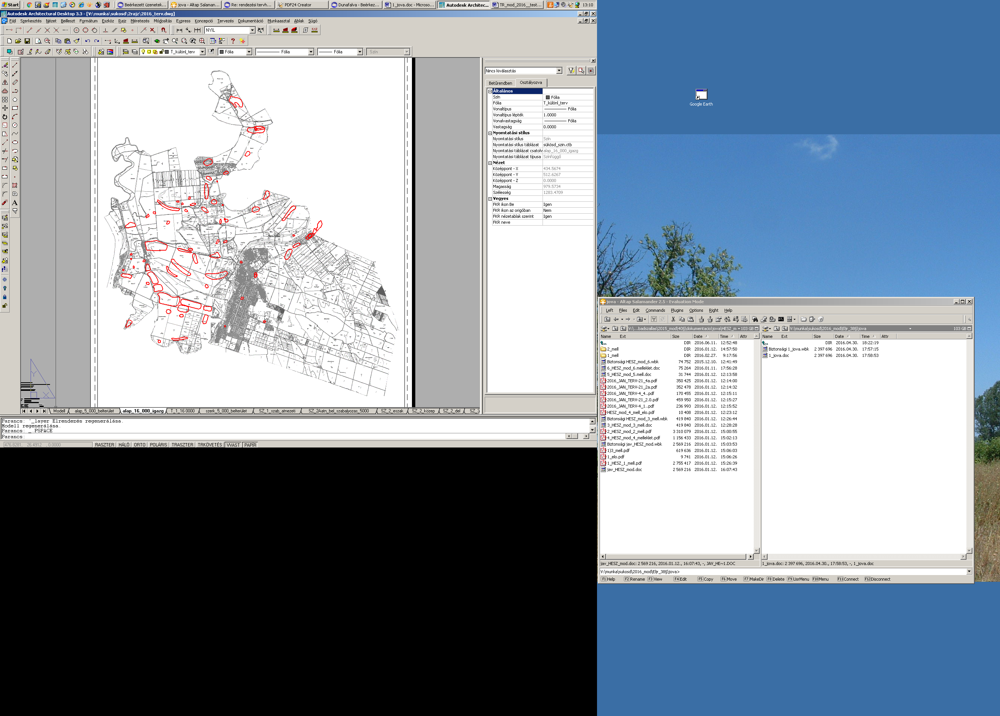 Start
Beérkezett üzenetek...
jova - Altap Salaman...
Re: rendezési tervh...
PDF24 Creator
Dunafalva - Beérkez...
1_jova.doc - Microso...
Autodesk Architec...
TR_mod_2016__test...
13:10
Autodesk Architectural Desktop 3.3 - [V:\munka\sukosd\2rajz\2016_terv.dwg]
Fájl Szerkesztés Nézet Beilleszt Formátum Eszköz Rajz Méretezés Módosítás Express Koncepció Tervezés Dokumentáció Munkaasztal Ablak Súgó
NYIL
T_különl_terv
Fólia
Fólia
Fólia
Szín
Nincs kiválasztás
Betűrendben Osztályozva
Általános
Szín Fólia
Fólia T_különl_terv
Vonaltípus Fólia
Vonaltípus lépték 1.0000
Vonalvastagság Fólia
Vastagság 0.0000
Nyomtatási stílus
Nyomtatási stílus Szín
Nyomtatási stílus táblázat sükösd_szin.ctb
Nyomtatási táblázat csatolv alap_16_000_igazg
Nyomtatási táblázat típusa Színfüggő
Nézet
Középpont - X 434.5674
Középpont - Y 512.6267
Középpont - Z 0.0000
Magasság 979.5734
Szélesség 1283.4709
Vegyes
FKR ikon Be Igen
FKR ikon az origóban Nem
FKR nézetablak szerint Igen
FKR neve
Y
X
Modell alap_5_000_belterület alap_16_000_igazg T_1_16 0000 szerk_5_000_belterület SZ_1_szab_atnezeti SZ_2Aatn_bel_szabalyozas_5000 SZ_2_eszak SZ_2_közep SZ_2_del SZ_3
Parancs: '_layer Elrendezés regenerálása.
Modell regenerálása.
Parancs: _.PSPACE
Parancs:
476.8281, 26.4912 , 0.0000
RASZTER HÁLÓ ORTO POLÁRIS TRASZTER TRKÖVETÉS VVAST PAPÍR
Google Earth
jova - Altap Salamander 2.5 - Evaluation Mode
Left Files Edit Commands Plugins Options Right Help
V:\...badszallas\2015_mod\40§\dokumentacio\jova\HESZ_m 103 GB
V:\munka\sukosd\2016_mod\Eljr_38§\jova 103 GB
Name Ext Size Date Time Attr
.. DIR 2016.06.11. 12:52:48
2_mell DIR 2016.01.12. 14:57:50
1_mell DIR 2016.02.27. 9:17:56
Biztonsági HESZ_mod_6.wbk 74 752 2015.12.10. 12:41:49
6_HESZ_mod_6.melleklet.doc 75 264 2016.01.11. 17:56:28
5_HESZ_mod_5.mell.doc 31 744 2016.01.12. 12:13:58
2016_JAN_TERV-21_4a.pdf 350 425 2016.01.12. 12:14:00
2016_JAN_TERV-21_2a.pdf 352 478 2016.01.12. 12:14:32
2016_JAN_TERV-4_4..pdf 170 455 2016.01.12. 12:15:11
2016_JAN_TERV-21_2.0.pdf 459 950 2016.01.12. 12:15:27
2016_JAN_TERV-4_1..pdf 236 993 2016.01.12. 12:15:52
HESZ_mod_4_mell_elo.pdf 10 408 2016.01.12. 12:23:12
Biztonsági HESZ_mod_3_mell.wbk 419 840 2016.01.12. 12:26:44
3_HESZ_mod_3_mell.doc 419 840 2016.01.12. 12:28:28
2_HESZ_mod_2_mell.pdf 3 310 079 2016.01.12. 15:00:55
4_HESZ_mod_4_melleklet.pdf 1 156 433 2016.01.12. 15:02:13
Biztonsági jav_HESZ_mod.wbk 2 569 216 2016.01.12. 15:03:53
1)3_mell.pdf 619 636 2016.01.12. 15:06:03
1_elo.pdf 9 741 2016.01.12. 15:06:26
1_HESZ_1_mell.pdf 2 755 417 2016.01.12. 15:26:39
jav_HESZ_mod.doc 2 569 216 2016.01.12. 16:07:43
Name Ext Size Date Time Attr
.. DIR 2016.04.30. 18:22:19
Biztonsági 1_jova.wbk 2 397 696 2016.04.30. 17:57:15
1_jova.doc 2 397 696 2016.04.30. 17:58:53
jav_HESZ_mod.doc: 2 569 216, 2016.01.12., 16:07:43, -, JAV_HE~1.DOC
1_jova.doc: 2 397 696, 2016.04.30., 17:58:53, -, 1_jova.doc
V:\munka\sukosd\2016_mod\Eljr_38§\jova>
F1 Help F2 Rename F3 View F4 Edit F5 Copy F6 Move F7 MakeDir F8 Delete F9 UsrMenu F10 Menu F11 Connect F12 Disconnect